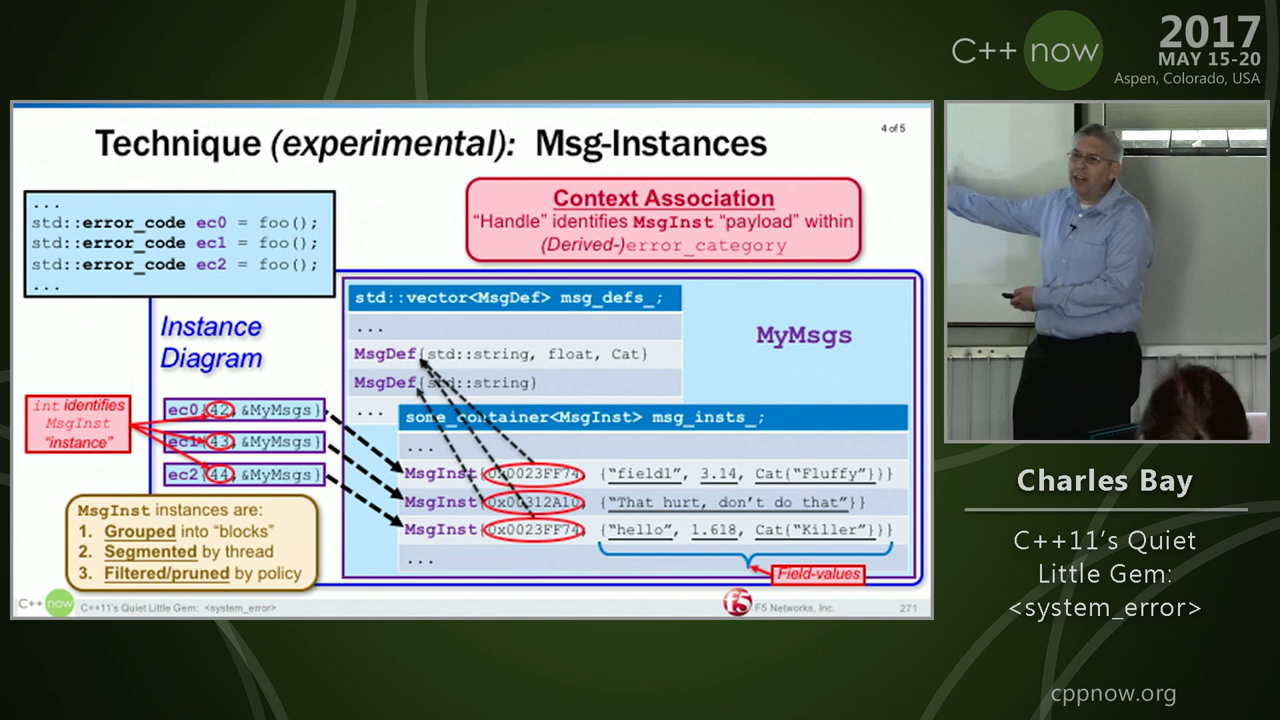 C++ now
2017
MAY 15-20
Aspen, Colorado, USA
Technique (experimental): Msg-Instances
4 of 5
...
std::error_code ec0 = foo();
std::error_code ec1 = foo();
std::error_code ec2 = foo();
...
Context Association
“Handle” identifies MsgInst “payload” within
(Derived-)error_category
Instance
Diagram
std::vector<MsgDef> msg_defs_;
...
MsgDef{std::string, float, Cat}
MsgDef{std::string}
...
MyMsgs
some_container<MsgInst> msg_insts_;
...
MsgInst{0x0023FF74, {“field1”, 3.14, Cat{“Fluffy”}}}
MsgInst{0x00312A10, {“That hurt, don’t do that”}}
MsgInst{0x0023FF74, {“hello”, 1.618, Cat{“Killer”}}}
...
Field-values
int identifies
MsgInst
“instance”
ec0{42, &MyMsgs}
ec1{43, &MyMsgs}
ec2{44, &MyMsgs}
MsgInst instances are:
1. Grouped into “blocks”
2. Segmented by thread
3. Filtered/pruned by policy
C++ now
C++11’s Quiet Little Gem: <system_error>
f5 F5 Networks, Inc.
271
Charles Bay
C++11’s Quiet
Little Gem:
<system_error>
cppnow.org